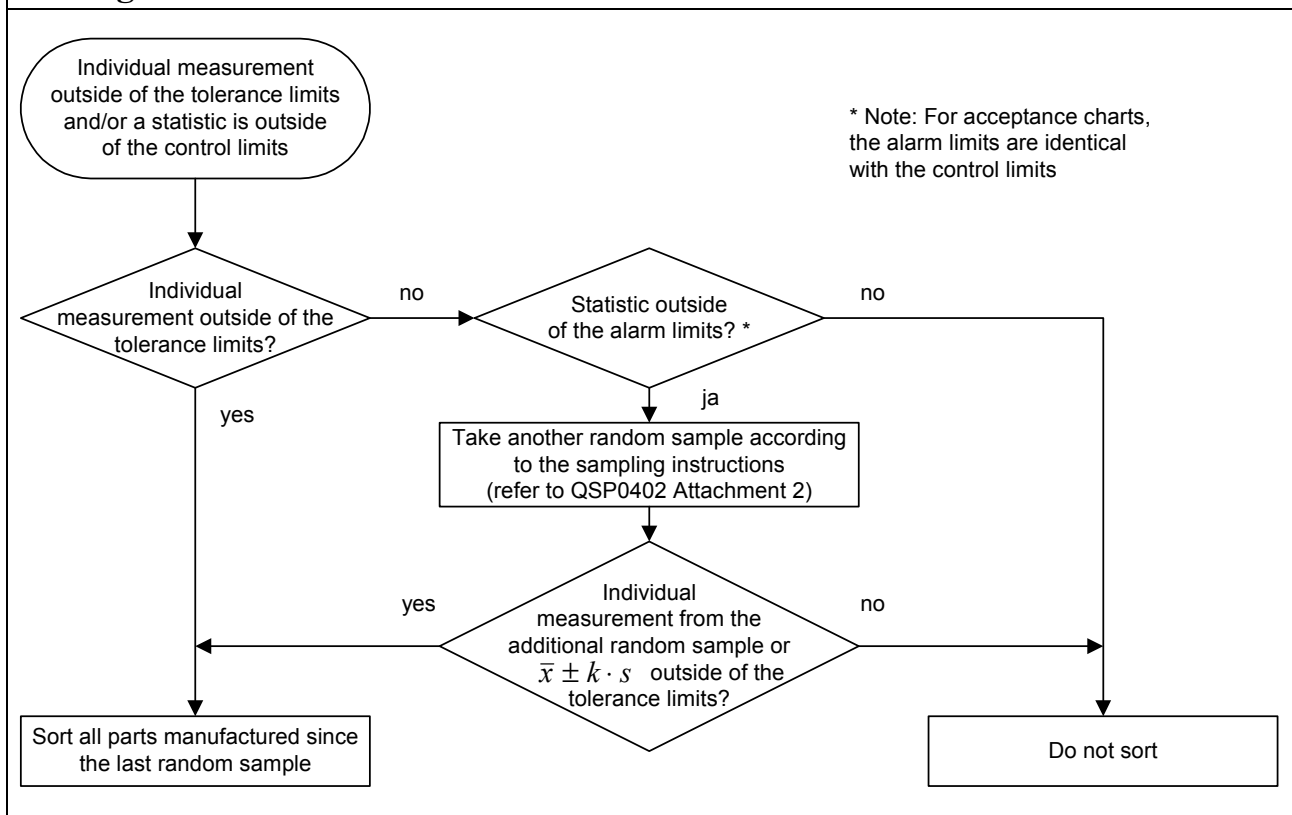 Individual measurement
outside of the tolerance limits
and/or a statistic is outside
of the control limits
* Note: For acceptance charts,
the alarm limits are identical
with the control limits
Individual
measurement outside of the
tolerance limits?
no
Statistic outside
of the alarm limits? *
no
yes
ja
Take another random sample according
to the sampling instructions
(refer to QSP0402 Attachment 2)
Individual
measurement from the
additional random sample or
x̄ ± k · s outside of the
tolerance limits?
yes
no
Sort all parts manufactured since
the last random sample
Do not sort